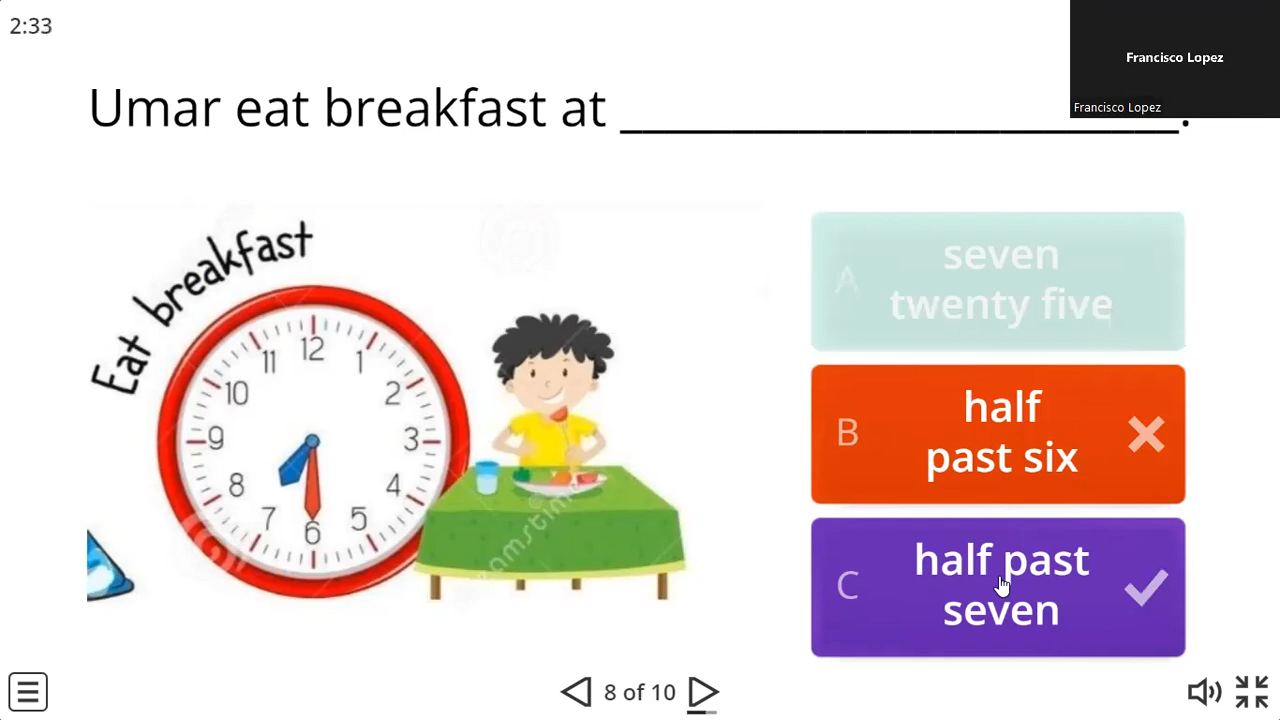 2:33
Francisco Lopez
Francisco Lopez
Umar eat breakfast at _________________________.
Eat breakfast
12
1
2
3
4
5
6
7
8
9
10
11
A
seven
twenty five
B
half
past six
C
half past
seven
8 of 10